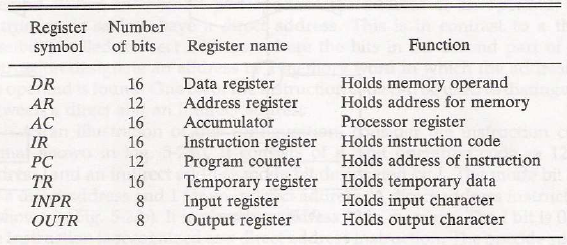 Register Number
symbol of bits Register name Function
DR 16 Data register Holds memory operand
AR 12 Address register Holds address for memory
AC 16 Accumulator Processor register
IR 16 Instruction register Holds instruction code
PC 12 Program counter Holds address of instruction
TR 16 Temporary register Holds temporary data
INPR 8 Input register Holds input character
OUTR 8 Output register Holds output character